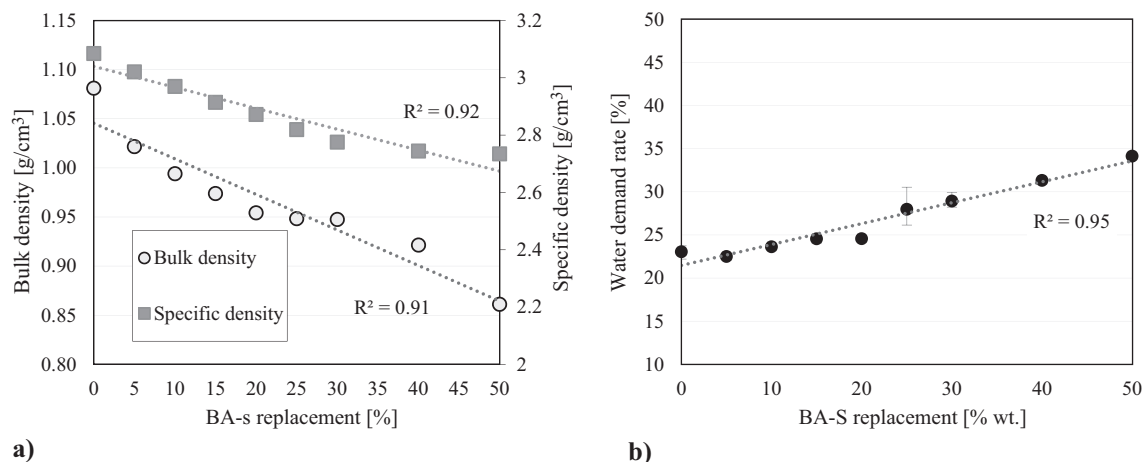 1.15
1.10
1.05
1.00
0.95
0.90
0.85
0.80
Bulk density [g/cm³]
3.2
3
2.8
2.6
2.4
2.2
2
Specific density [g/cm³]
R² = 0.92
R² = 0.91
Bulk density
Specific density
0 5 10 15 20 25 30 35 40 45 50
BA-s replacement [%]
a)
50
45
40
35
30
25
20
15
10
Water demand rate [%]
R² = 0.95
0 10 20 30 40 50
BA-S replacement [% wt.]
b)